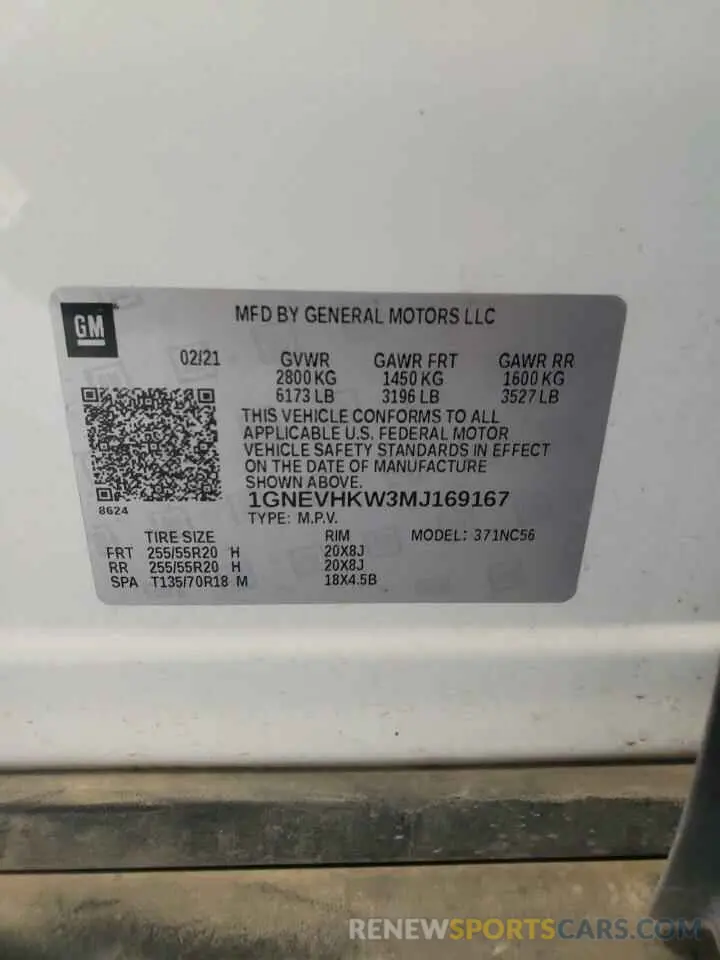 GM
MFD BY GENERAL MOTORS LLC
02/21 GVWR GAWR FRT GAWR RR
2800 KG 1450 KG 1600 KG
6173 LB 3196 LB 3527 LB
THIS VEHICLE CONFORMS TO ALL
APPLICABLE U.S. FEDERAL MOTOR
VEHICLE SAFETY STANDARDS IN EFFECT
ON THE DATE OF MANUFACTURE
SHOWN ABOVE.
8624
1GNEVHKW3MJ169167
TYPE: M.P.V.
TIRE SIZE RIM MODEL: 371NC56
FRT 255/55R20 H 20X8J
RR 255/55R20 H 20X8J
SPA T135/70R18 M 18X4.5B
RENEWSPORTSCARS.COM